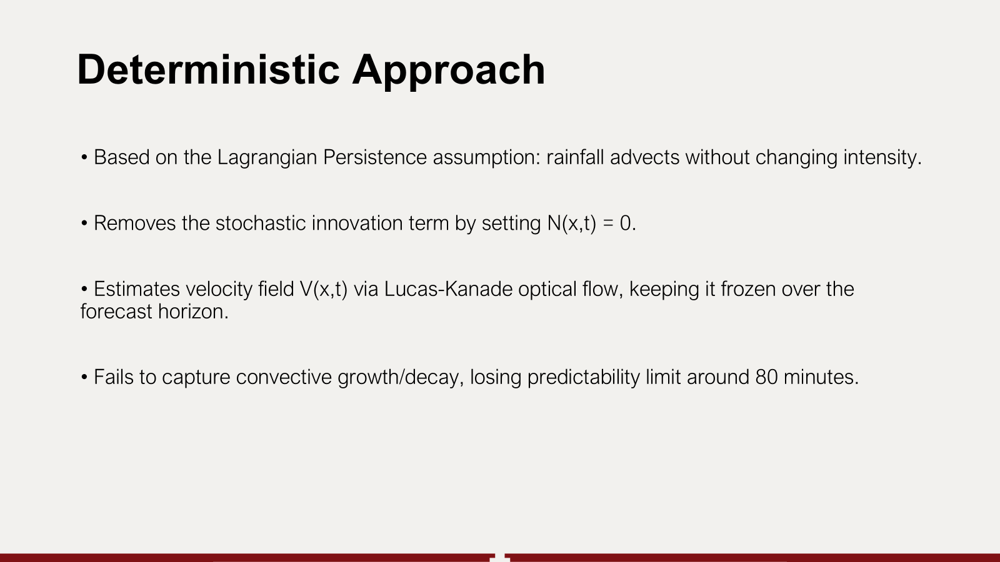 Deterministic Approach
• Based on the Lagrangian Persistence assumption: rainfall advects without changing intensity.
• Removes the stochastic innovation term by setting N(x,t) = 0.
• Estimates velocity field V(x,t) via Lucas-Kanade optical flow, keeping it frozen over the
forecast horizon.
• Fails to capture convective growth/decay, losing predictability limit around 80 minutes.